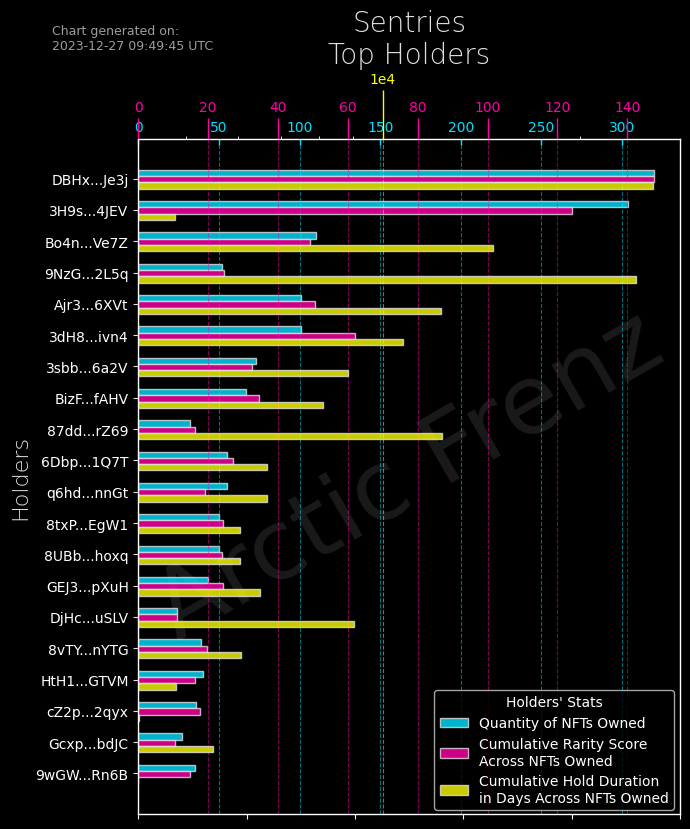 Chart generated on:
2023-12-27 09:49:45 UTC
Sentries
Top Holders
1e4
0 20 40 60 80 100 120 140
0 50 100 150 200 250 300
Holders
DBHx...Je3j
3H9s...4JEV
Bo4n...Ve7Z
9NzG...2L5q
Ajr3...6XVt
3dH8...ivn4
3sbb...6a2V
BizF...fAHV
87dd...rZ69
6Dbp...1Q7T
q6hd...nnGt
8txP...EgW1
8UBb...hoxq
GEJ3...pXuH
DjHc...uSLV
8vTY...nYTG
HtH1...GTVM
cZ2p...2qyx
Gcxp...bdJC
9wGW...Rn6B
Arctic Frenz
Holders' Stats
Quantity of NFTs Owned
Cumulative Rarity Score
Across NFTs Owned
Cumulative Hold Duration
in Days Across NFTs Owned